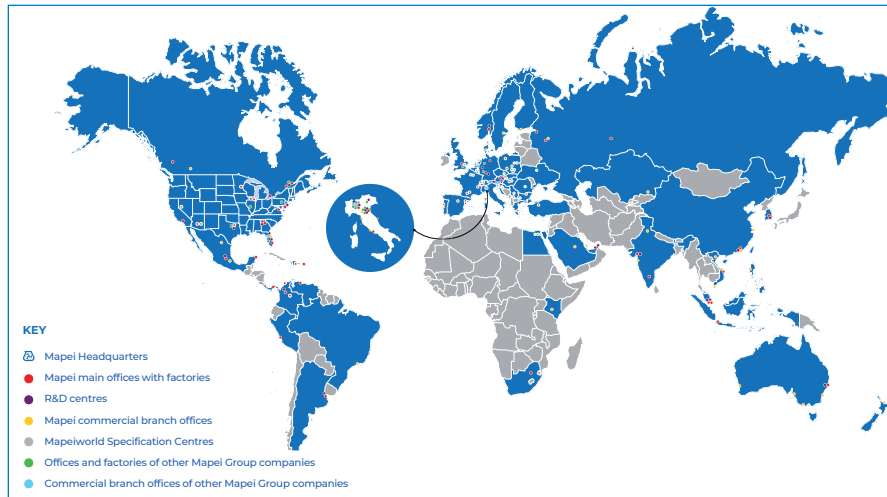 KEY
Mapei Headquarters
Mapei main offices with factories
R&D centres
Mapei commercial branch offices
Mapeiworld Specification Centres
Offices and factories of other Mapei Group companies
Commercial branch offices of other Mapei Group companies